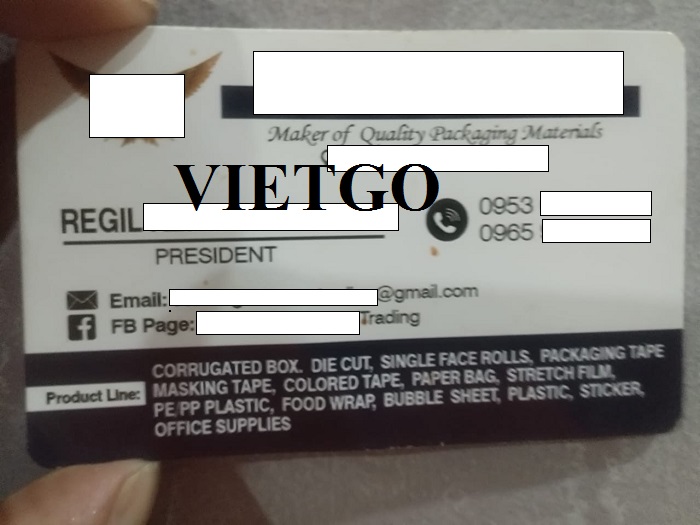 Maker of Quality Packaging Materials
VIETGO
REGIL
PRESIDENT
0953
0965
Email: @gmail.com
FB Page: Trading
Product Line:
CORRUGATED BOX. DIE CUT, SINGLE FACE ROLLS, PACKAGING TAPE
MASKING TAPE, COLORED TAPE, PAPER BAG, STRETCH FILM,
PE/PP PLASTIC, FOOD WRAP, BUBBLE SHEET, PLASTIC, STICKER,
OFFICE SUPPLIES